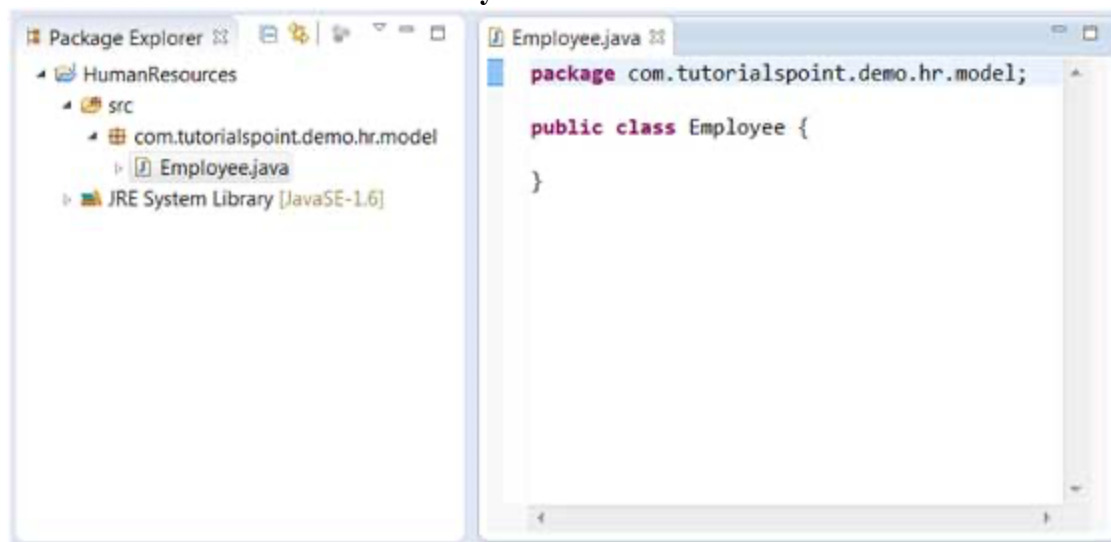 Package Explorer
HumanResources
src
com.tutorialspoint.demo.hr.model
Employee.java
JRE System Library [JavaSE-1.6]
Employee.java
package com.tutorialspoint.demo.hr.model;
public class Employee {
}